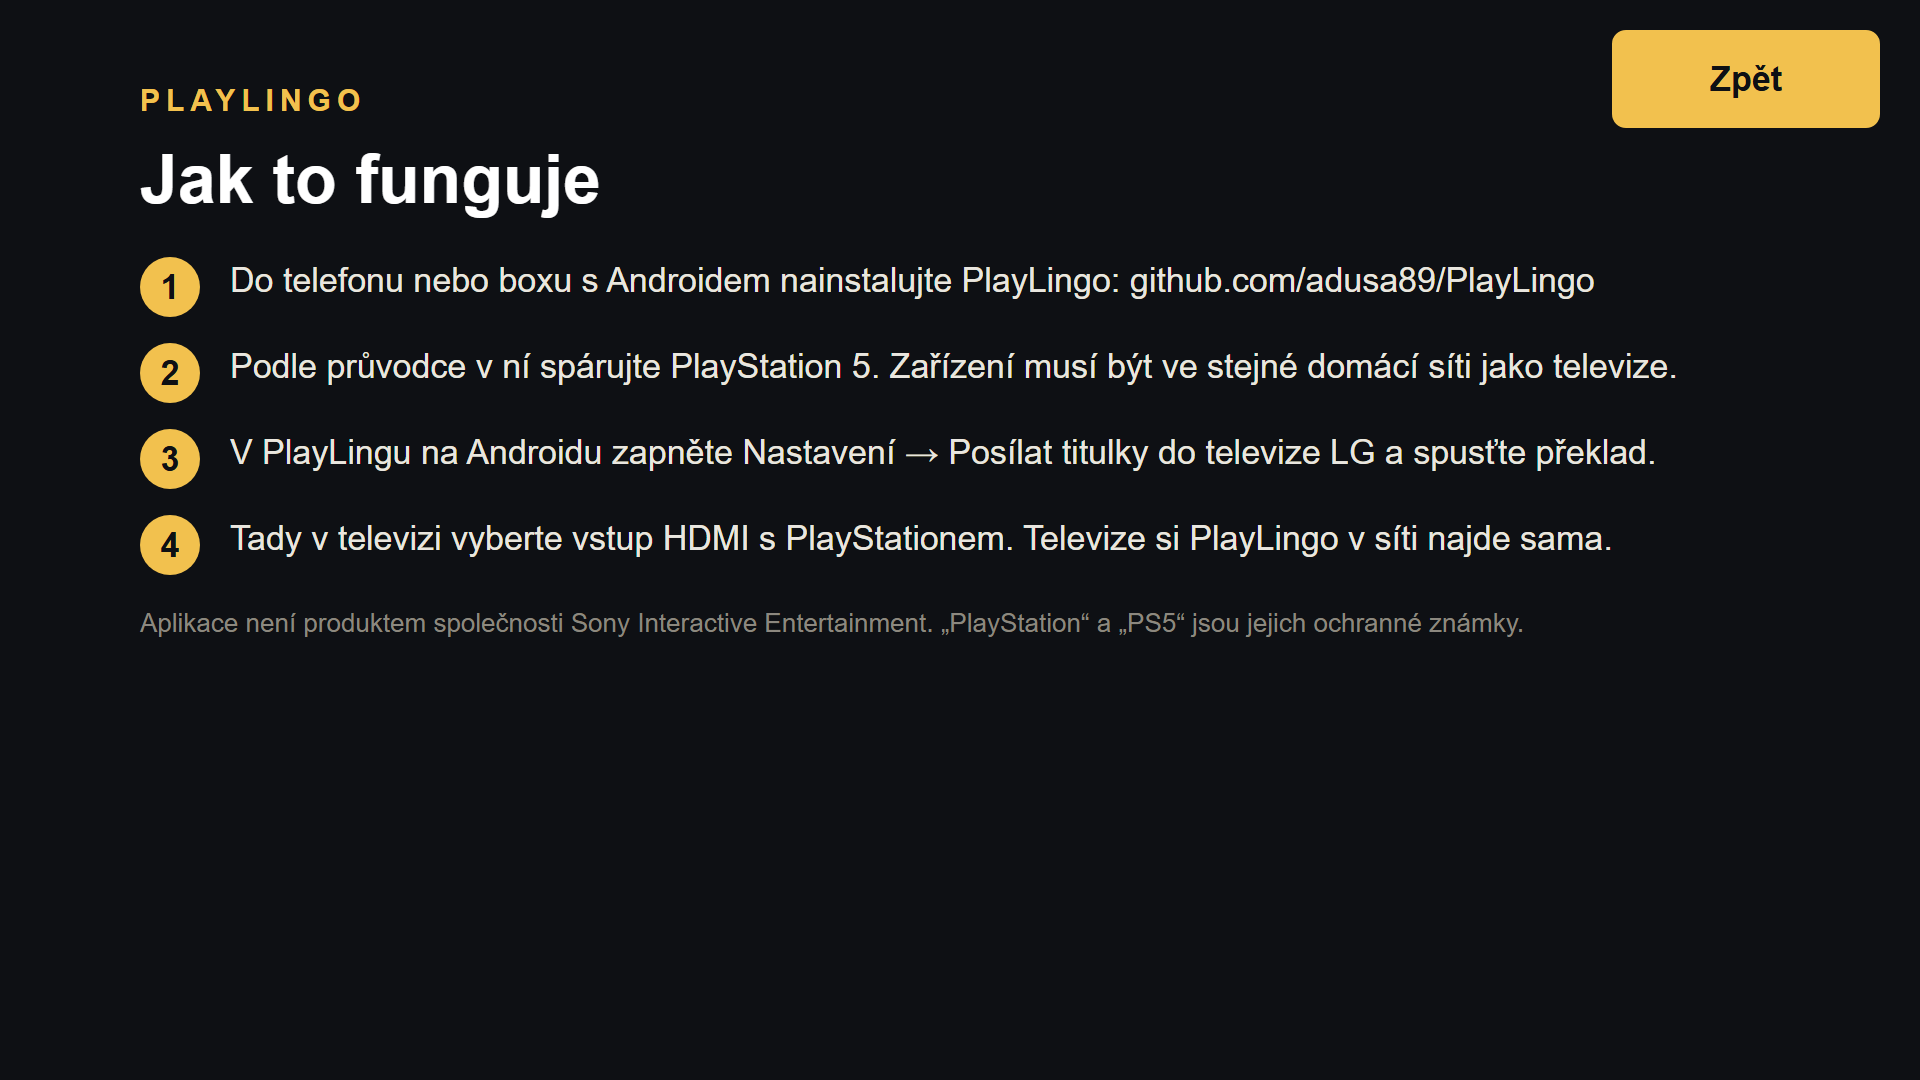 PLAYLINGO
Zpět
Jak to funguje
1 Do telefonu nebo boxu s Androidem nainstalujte PlayLingo: github.com/adusa89/PlayLingo
2 Podle průvodce v ní spárujte PlayStation 5. Zařízení musí být ve stejné domácí síti jako televize.
3 V PlayLingu na Androidu zapněte Nastavení → Posílat titulky do televize LG a spusťte překlad.
4 Tady v televizi vyberte vstup HDMI s PlayStationem. Televize si PlayLingo v síti najde sama.
Aplikace není produktem společnosti Sony Interactive Entertainment. „PlayStation“ a „PS5“ jsou jejich ochranné známky.